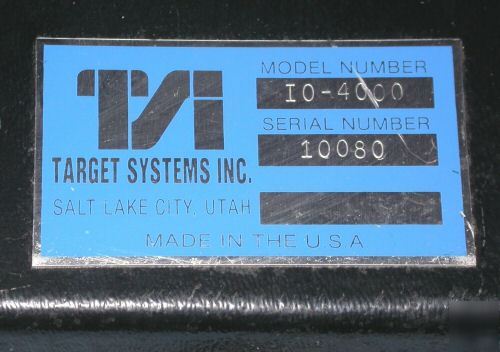 TSi
MODEL NUMBER
IO-4000
SERIAL NUMBER
10080
TARGET SYSTEMS INC.
SALT LAKE CITY, UTAH
MADE IN THE U.S.A